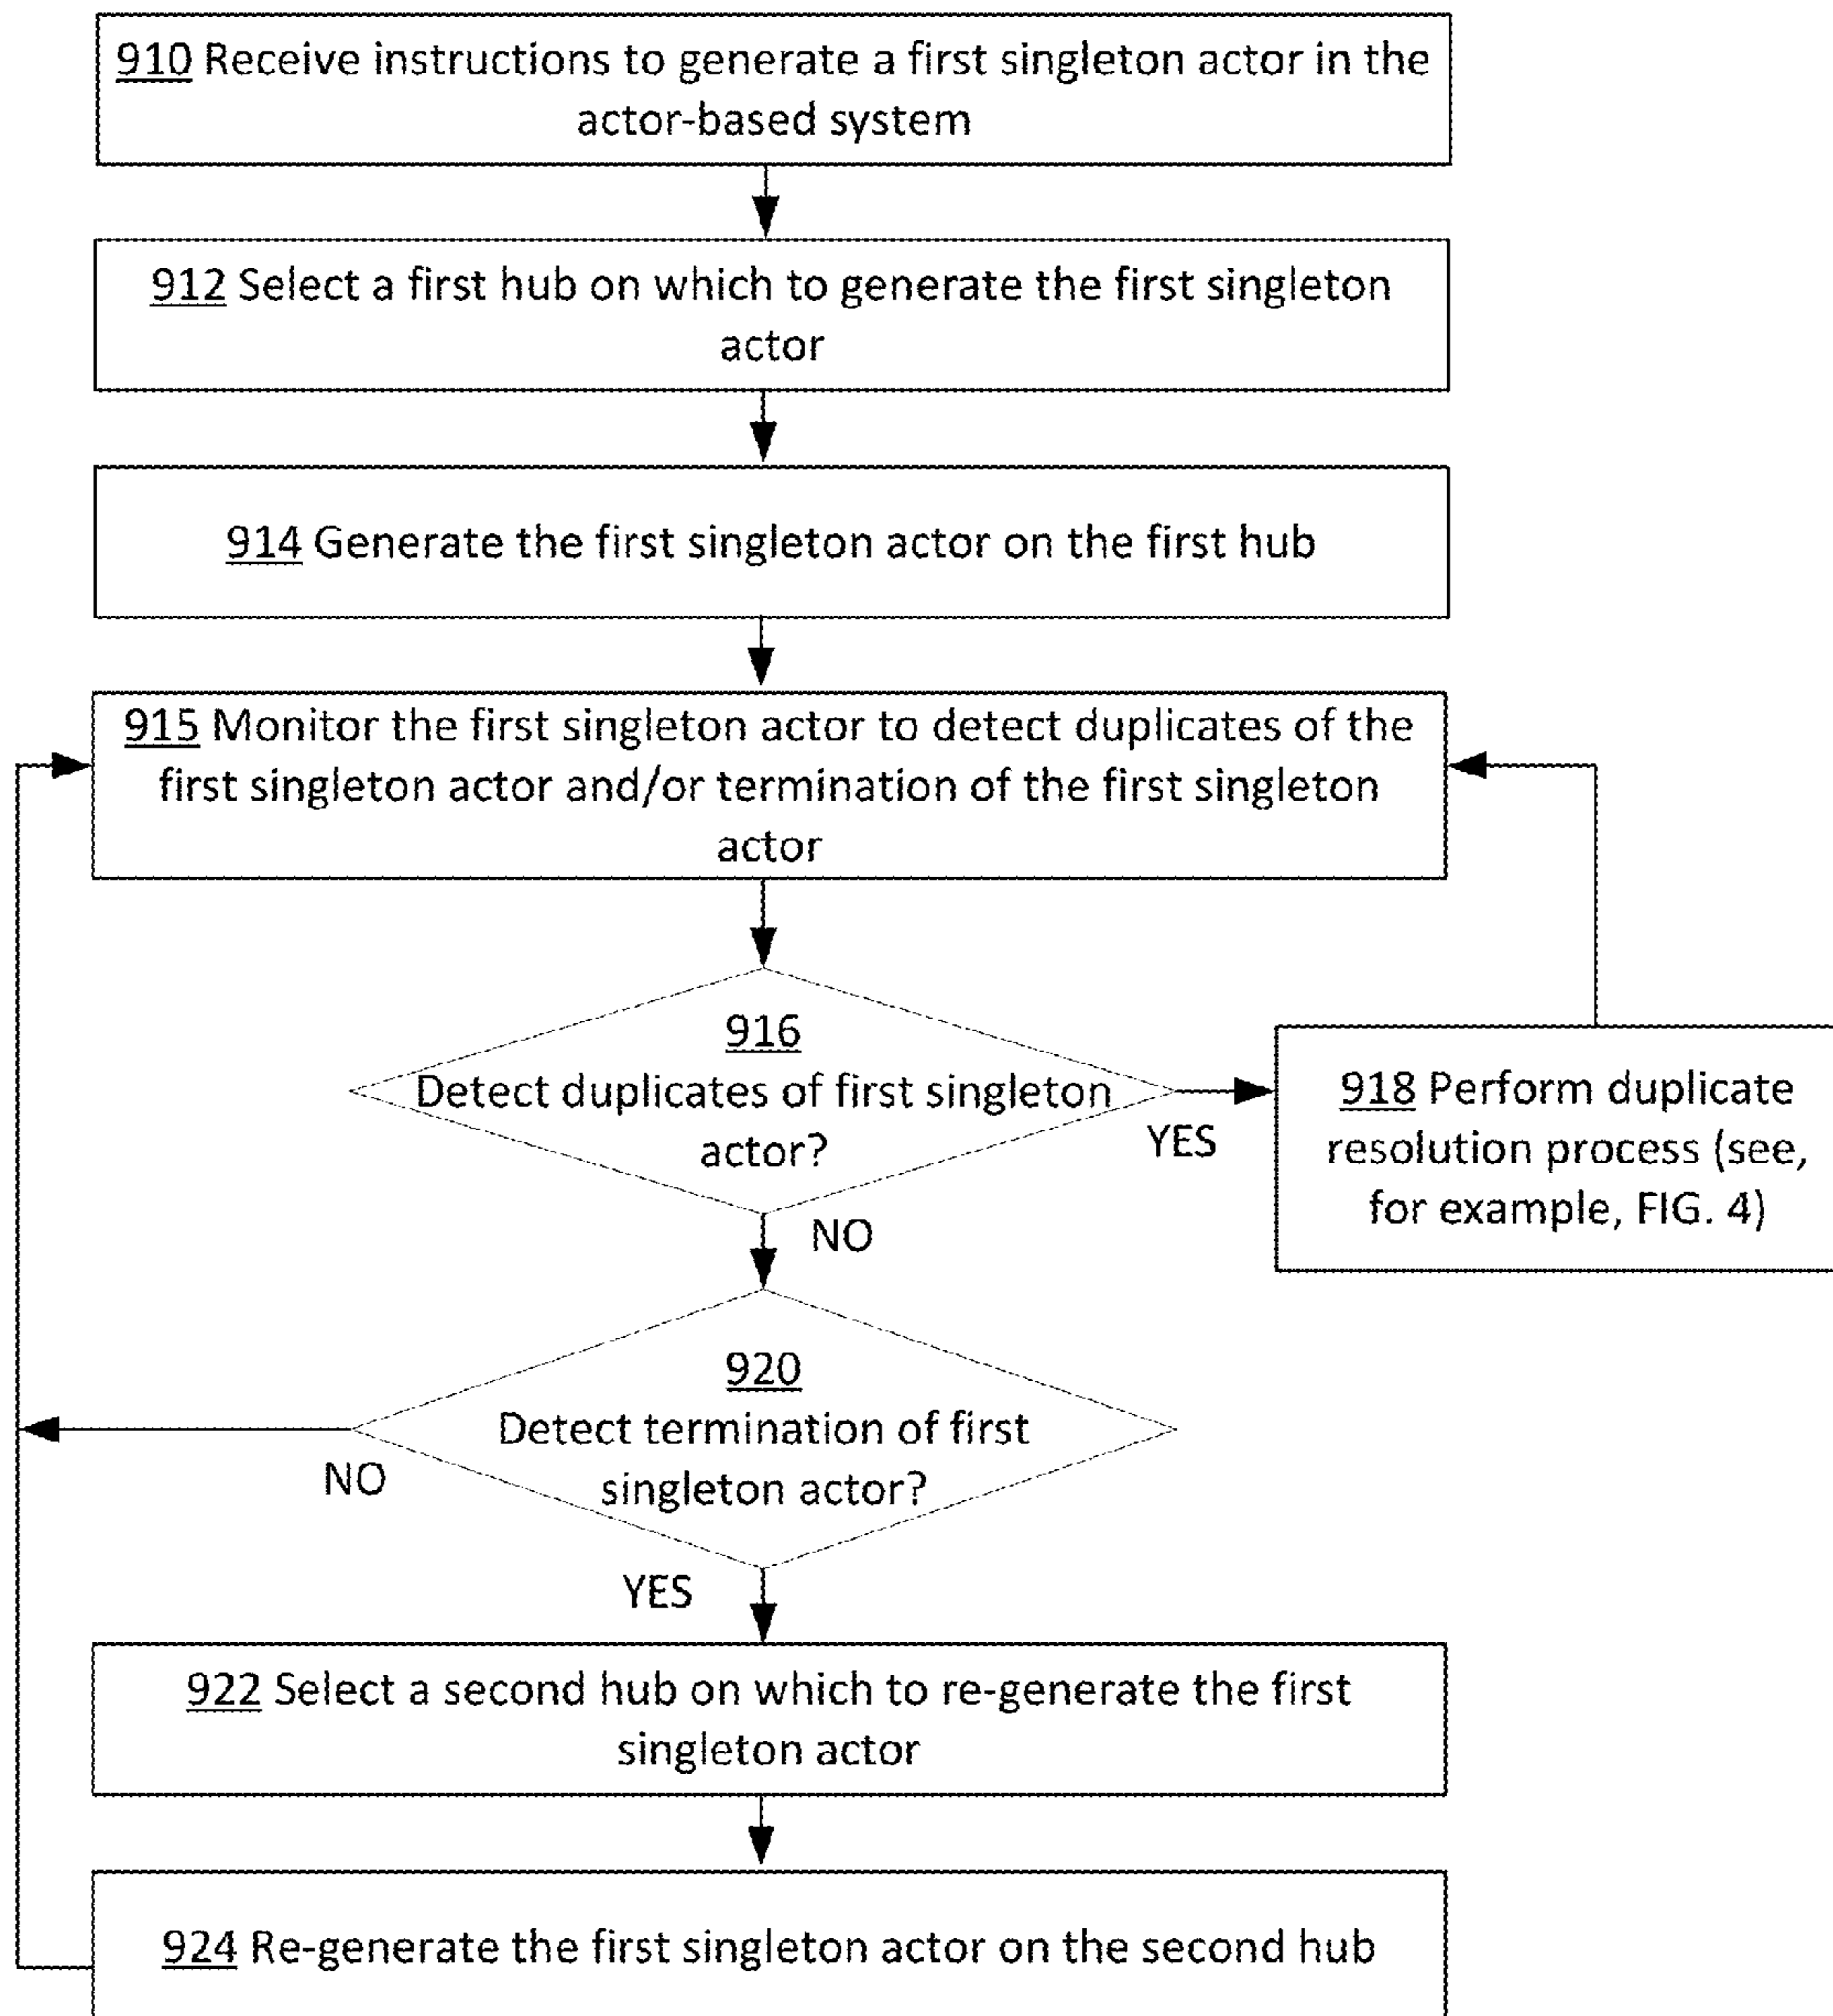 910 Receive instructions to generate a first singleton actor in the
actor-based system
912 Select a first hub on which to generate the first singleton
actor
914 Generate the first singleton actor on the first hub
915 Monitor the first singleton actor to detect duplicates of the
first singleton actor and/or termination of the first singleton
actor
916
Detect duplicates of first singleton
actor?
YES
918 Perform duplicate
resolution process (see,
for example, FIG. 4)
NO
920
Detect termination of first
singleton actor?
NO
YES
922 Select a second hub on which to re-generate the first
singleton actor
924 Re-generate the first singleton actor on the second hub